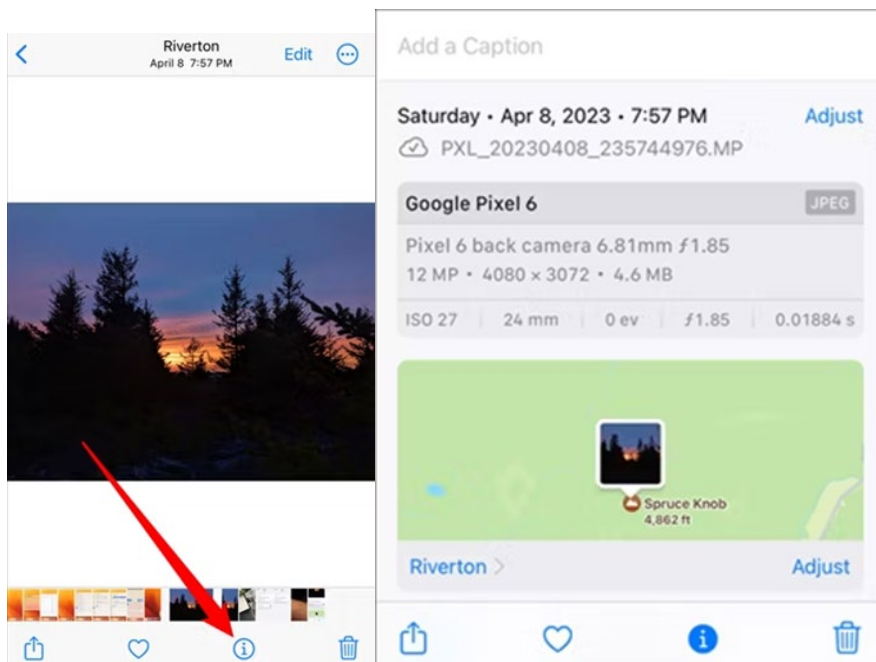 Riverton
April 8 7:57 PM
Edit
Add a Caption
Saturday • Apr 8, 2023 • 7:57 PM
Adjust
PXL_20230408_235744976.MP
Google Pixel 6
JPEG
Pixel 6 back camera 6.81mm ƒ1.85
12 MP • 4080 × 3072 • 4.6 MB
ISO 27
24 mm
0 ev
ƒ1.85
0.01884 s
Spruce Knob
4,862 ft
Riverton
Adjust